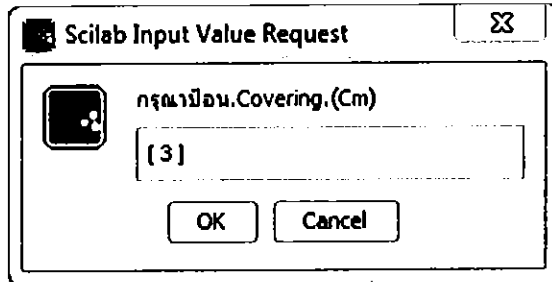 Scilab Input Value Request
กรุณาป้อน.Covering.(Cm)
[3]
OK Cancel